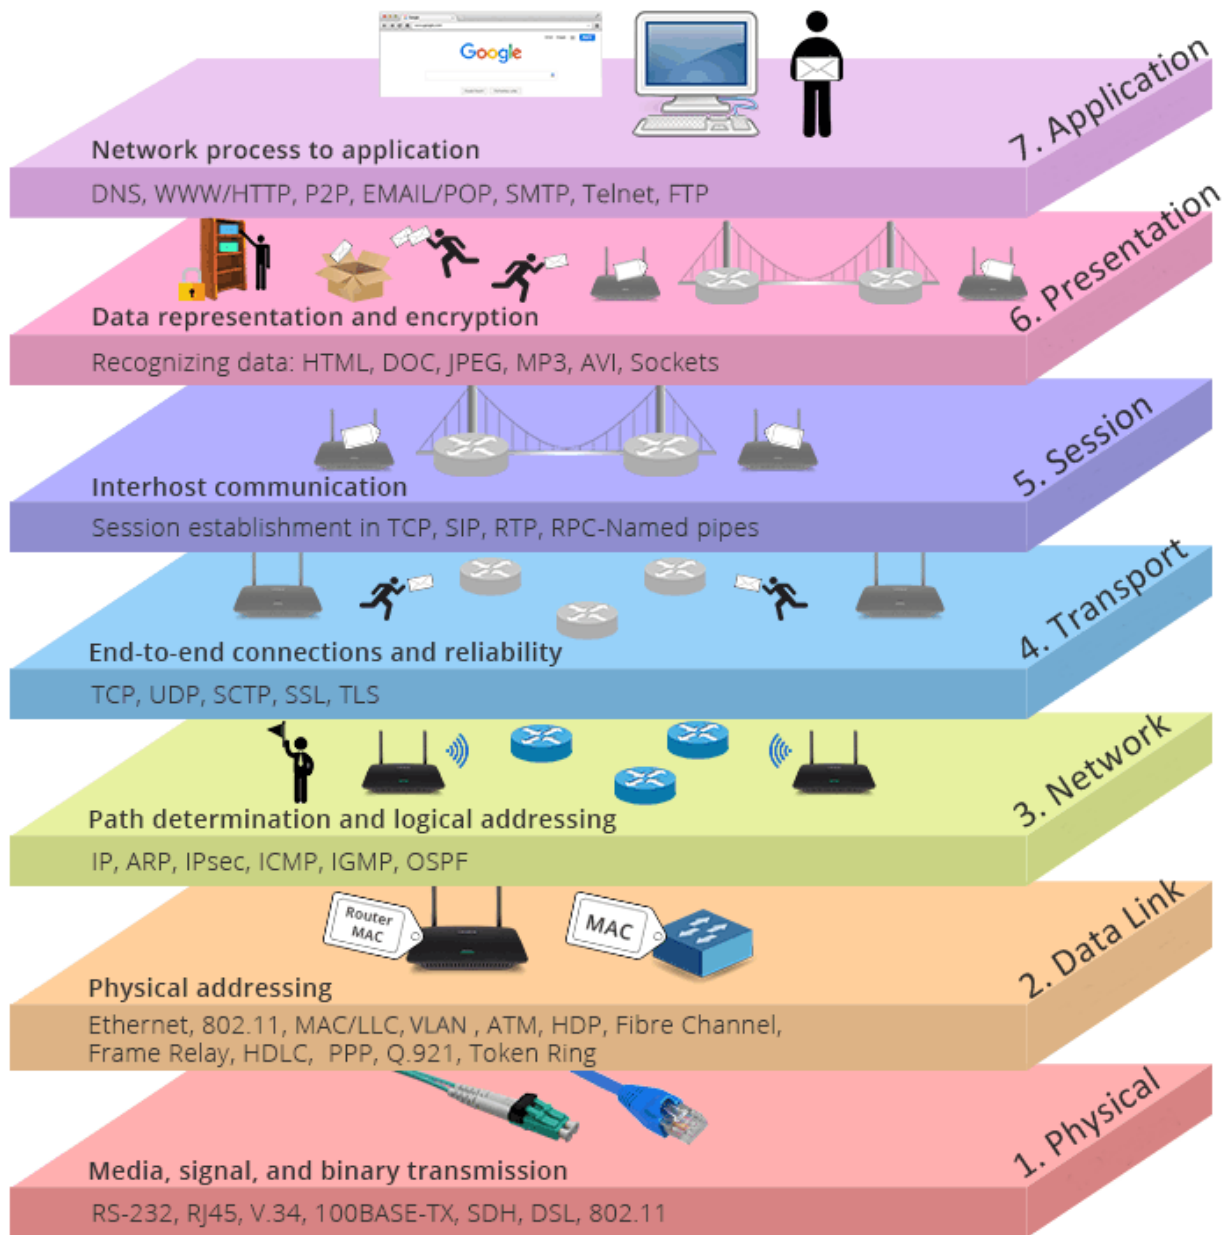 Google
7. Application
Network process to application
DNS, WWW/HTTP, P2P, EMAIL/POP, SMTP, Telnet, FTP
6. Presentation
Data representation and encryption
Recognizing data: HTML, DOC, JPEG, MP3, AVI, Sockets
5. Session
Interhost communication
Session establishment in TCP, SIP, RTP, RPC-Named pipes
4. Transport
End-to-end connections and reliability
TCP, UDP, SCTP, SSL, TLS
3. Network
Path determination and logical addressing
IP, ARP, IPsec, ICMP, IGMP, OSPF
2. Data Link
Router
MAC
MAC
Physical addressing
Ethernet, 802.11, MAC/LLC, VLAN , ATM, HDP, Fibre Channel,
Frame Relay, HDLC, PPP, Q.921, Token Ring
1. Physical
Media, signal, and binary transmission
RS-232, RJ45, V.34, 100BASE-TX, SDH, DSL, 802.11